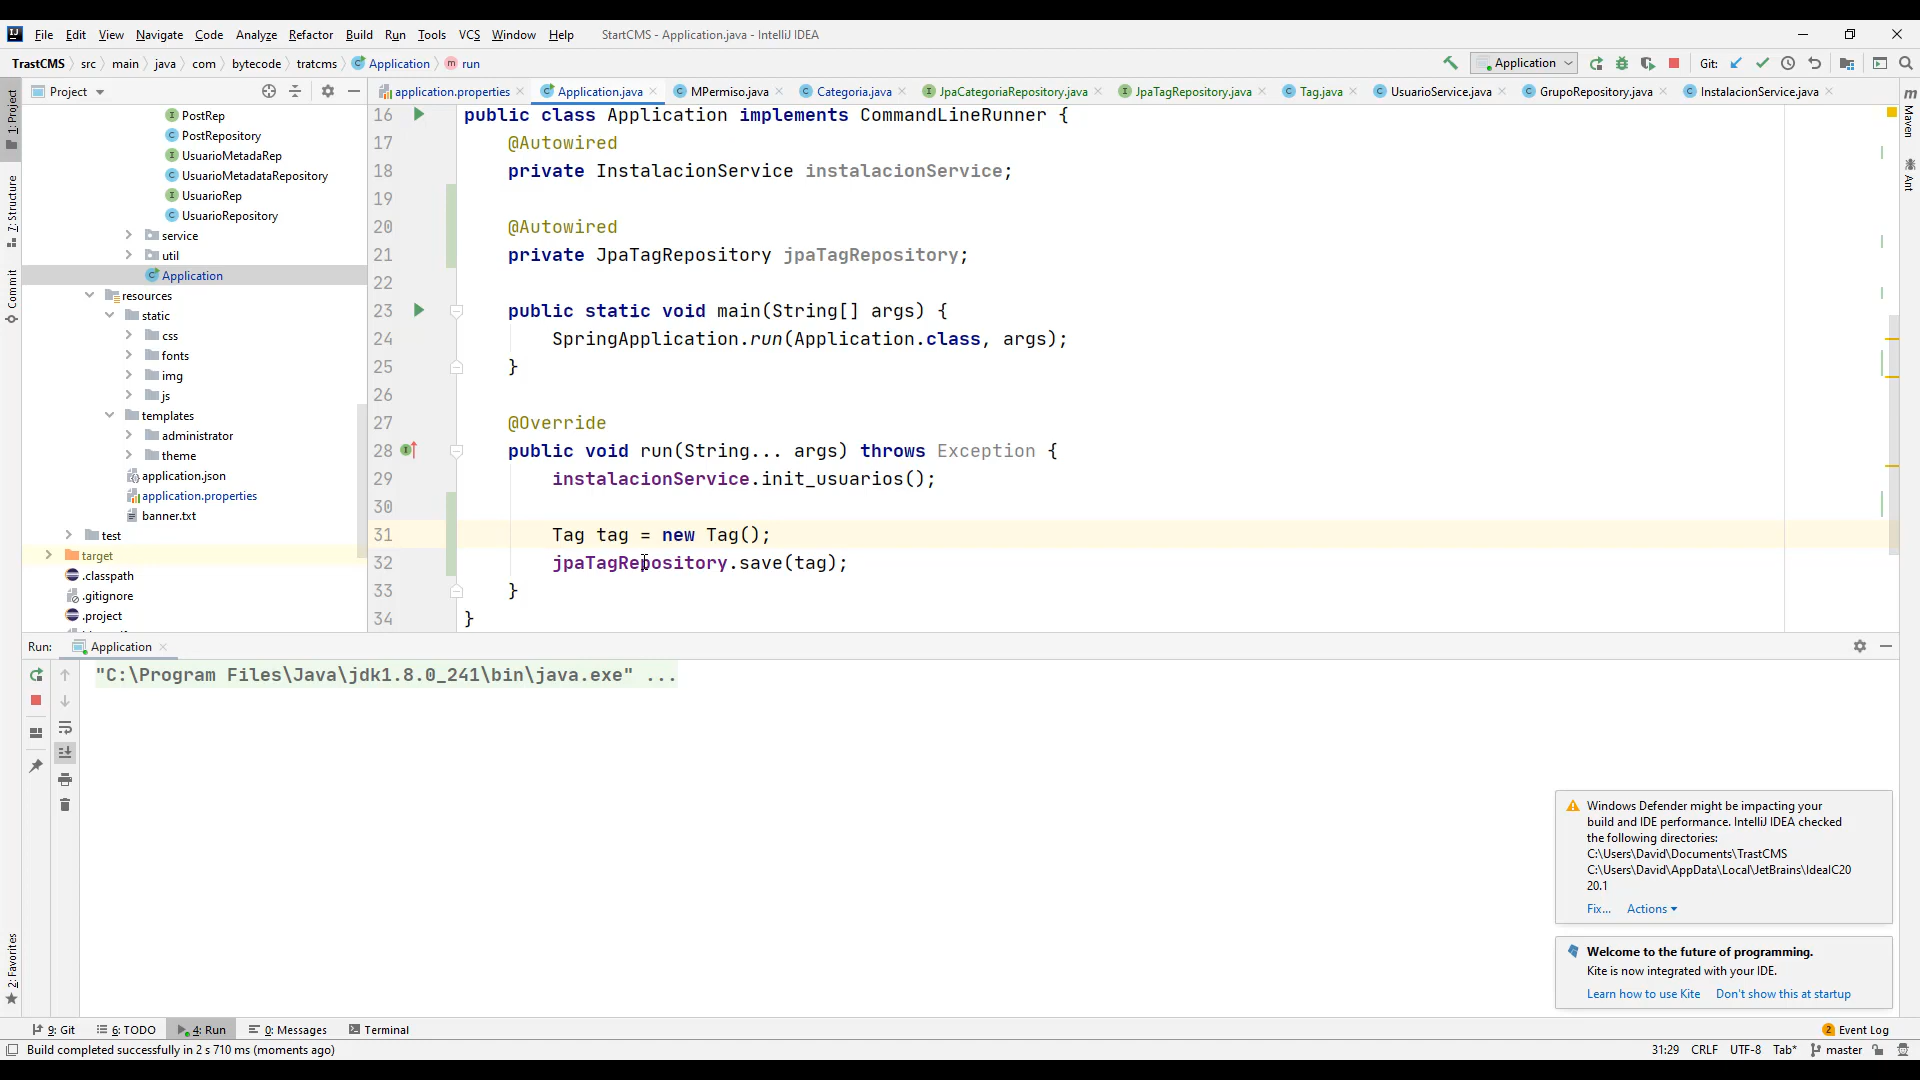 File Edit View Navigate Code Analyze Refactor Build Run Tools VCS Window Help StartCMS - Application.java - IntelliJ IDEA
TrastCMS src main java com bytecode tratcms Application run
Application Git:
Project
application.properties Application.java MPermiso.java Categoria.java JpaCategoriaRepository.java JpaTagRepository.java Tag.java UsuarioService.java GrupoRepository.java InstalacionService.java
1: Project
7: Structure
Commit
2: Favorites
Maven
Ant
PostRep
PostRepository
UsuarioMetadaRep
UsuarioMetadataRepository
UsuarioRep
UsuarioRepository
service
util
Application
resources
static
css
fonts
img
js
templates
administrator
theme
application.json
application.properties
banner.txt
test
target
.classpath
.gitignore
.project
16 public class Application implements CommandLineRunner {
17 @Autowired
18 private InstalacionService instalacionService;
19
20 @Autowired
21 private JpaTagRepository jpaTagRepository;
22
23 public static void main(String[] args) {
24 SpringApplication.run(Application.class, args);
25 }
26
27 @Override
28 public void run(String... args) throws Exception {
29 instalacionService.init_usuarios();
30
31 Tag tag = new Tag();
32 jpaTagRepository.save(tag);
33 }
34 }
Run: Application
"C:\Program Files\Java\jdk1.8.0_241\bin\java.exe" ...
Windows Defender might be impacting your
build and IDE performance. IntelliJ IDEA checked
the following directories:
C:\Users\David\Documents\TrastCMS
C:\Users\David\AppData\Local\JetBrains\IdeaIC20
20.1
Fix... Actions
Welcome to the future of programming.
Kite is now integrated with your IDE.
Learn how to use Kite Don't show this at startup
9: Git 6: TODO 4: Run 0: Messages Terminal 2 Event Log
Build completed successfully in 2 s 710 ms (moments ago) 31:29 CRLF UTF-8 Tab* master